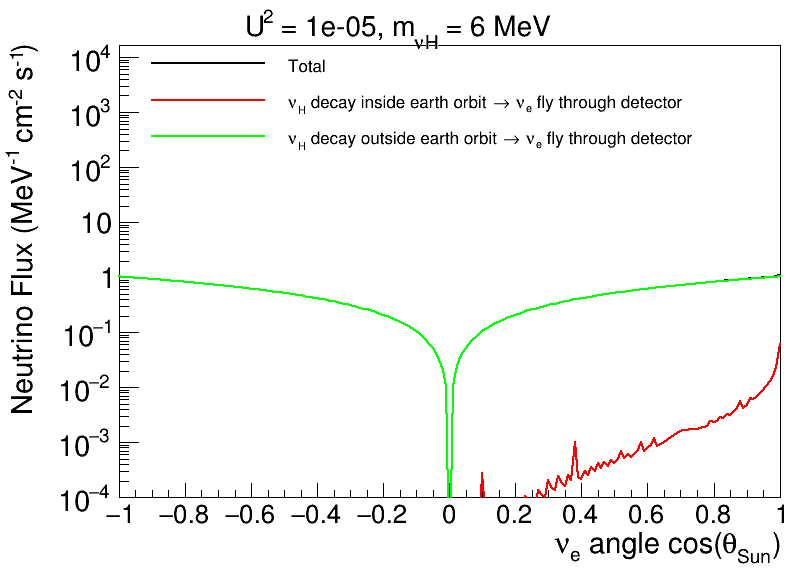 U² = 1e-05, m_νH = 6 MeV
Total
ν_H decay inside earth orbit → ν_e fly through detector
ν_H decay outside earth orbit → ν_e fly through detector
Neutrino Flux (MeV⁻¹ cm⁻² s⁻¹)
10⁴
10³
10²
10
1
10⁻¹
10⁻²
10⁻³
10⁻⁴
−1 −0.8 −0.6 −0.4 −0.2 0 0.2 0.4 0.6 0.8 1
ν_e angle cos(θ_Sun)